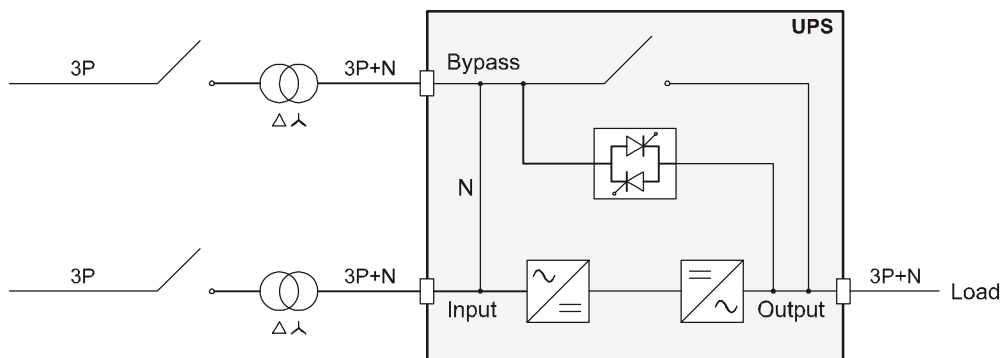 UPS
3P
3P+N
Bypass
N
3P
3P+N
Input
Output
3P+N
Load